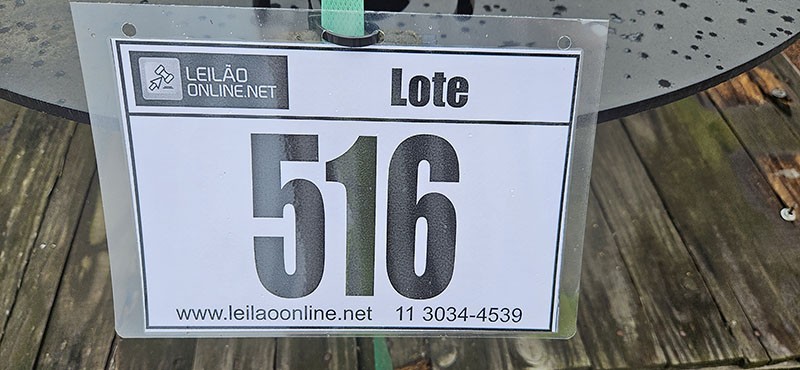 LEILÃO
ONLINE.NET
Lote
516
www.leilaoonline.net 11 3034-4539